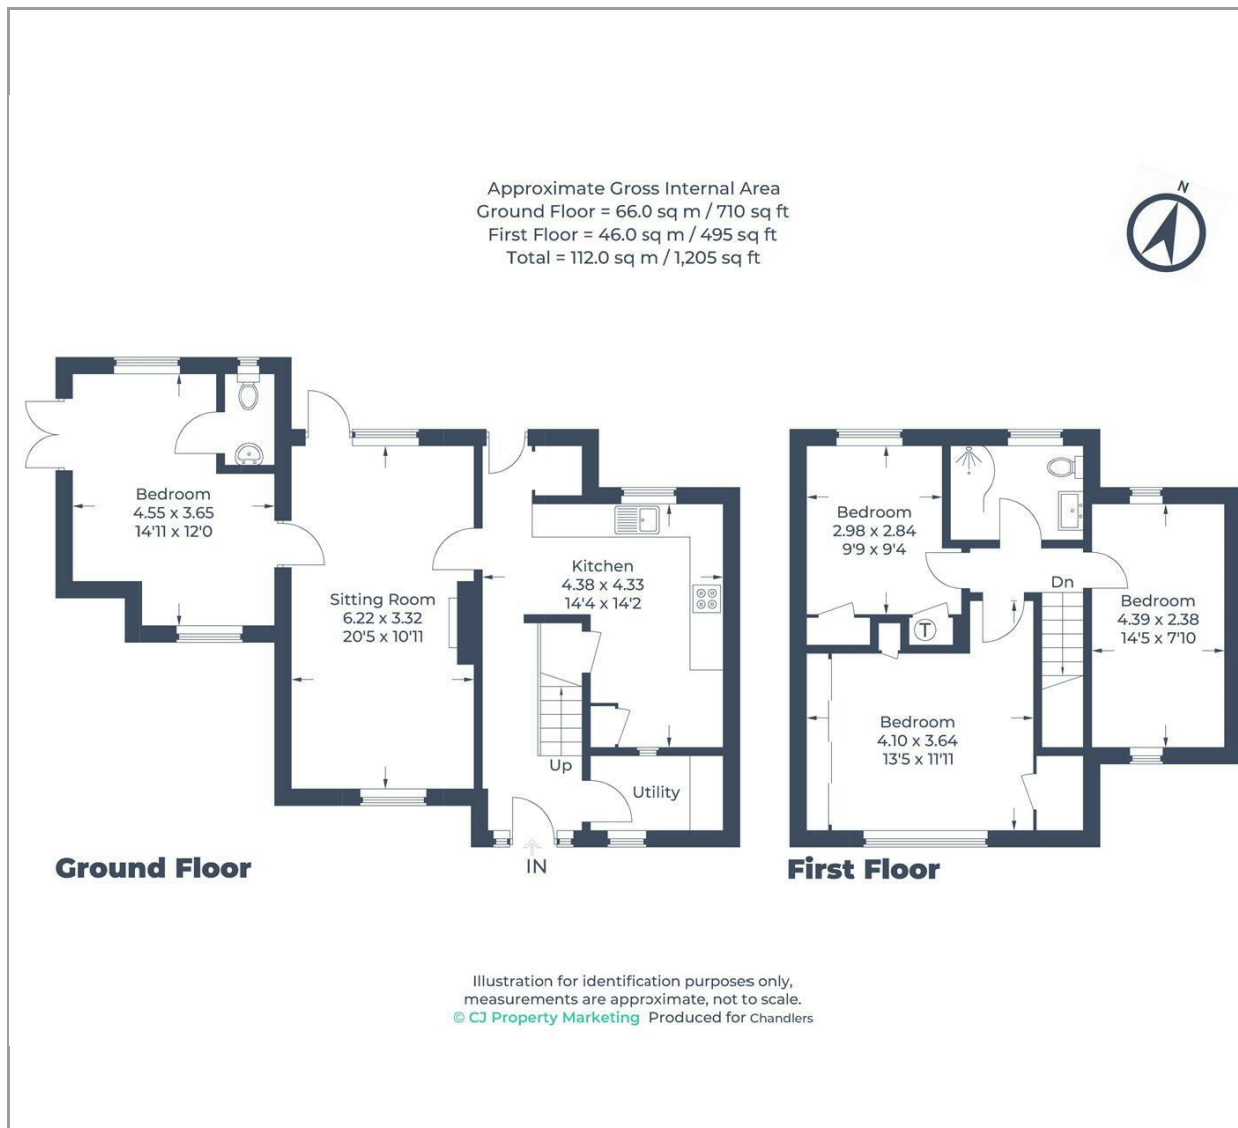 Approximate Gross Internal Area
Ground Floor = 66.0 sq m / 710 sq ft
First Floor = 46.0 sq m / 495 sq ft
Total = 112.0 sq m / 1,205 sq ft
N
Bedroom
4.55 x 3.65
14'11 x 12'0
Sitting Room
6.22 x 3.32
20'5 x 10'11
Kitchen
4.38 x 4.33
14'4 x 14'2
Up
Utility
IN
Ground Floor
Bedroom
2.98 x 2.84
9'9 x 9'4
T
Dn
Bedroom
4.39 x 2.38
14'5 x 7'10
Bedroom
4.10 x 3.64
13'5 x 11'11
First Floor
Illustration for identification purposes only,
measurements are approximate, not to scale.
© CJ Property Marketing Produced for Chandlers